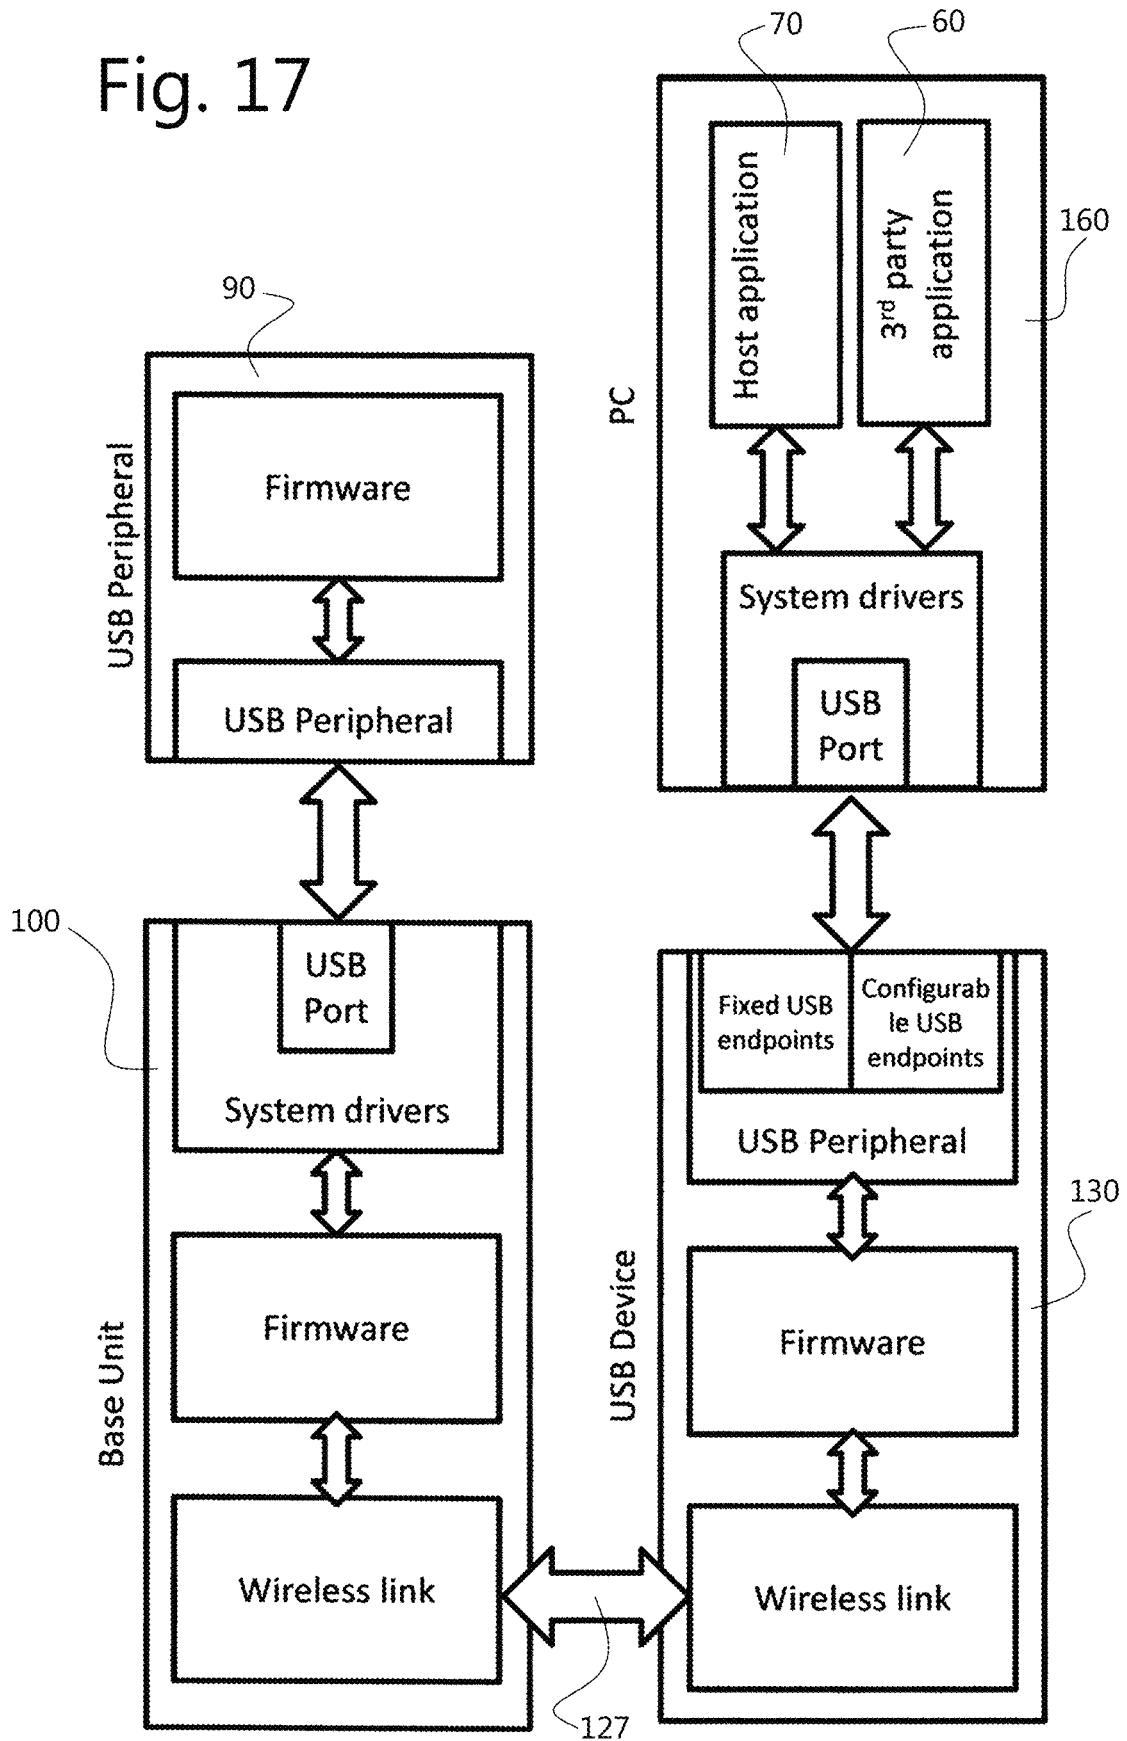 Fig. 17
70
60
Host application
3rd party
application
160
PC
System drivers
USB
Port
90
USB Peripheral
Firmware
USB Peripheral
100
USB
Port
System drivers
Base Unit
Firmware
Wireless link
127
Fixed USB
endpoints
Configurab
le USB
endpoints
USB Peripheral
130
USB Device
Firmware
Wireless link